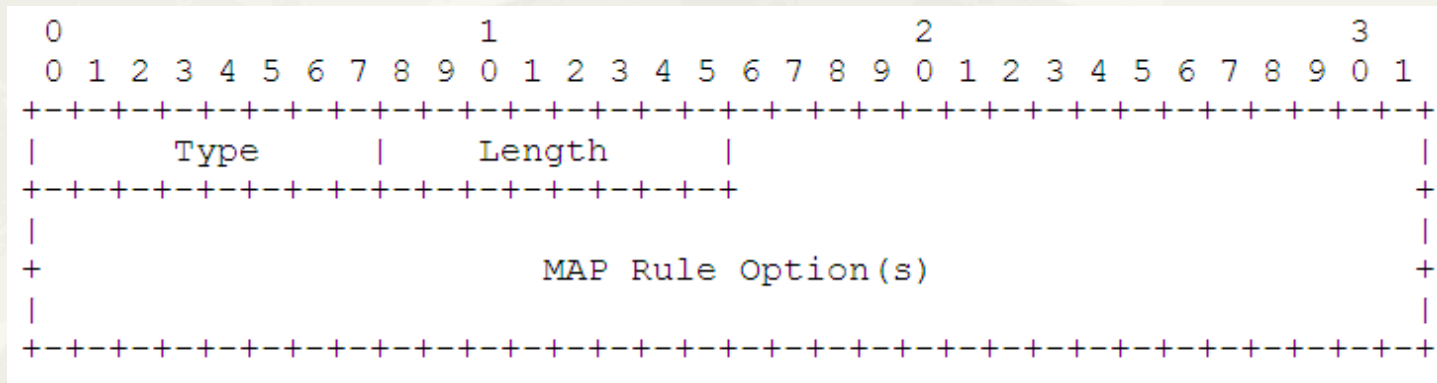 0                   1                   2                   3
 0 1 2 3 4 5 6 7 8 9 0 1 2 3 4 5 6 7 8 9 0 1 2 3 4 5 6 7 8 9 0 1
+-+-+-+-+-+-+-+-+-+-+-+-+-+-+-+-+-+-+-+-+-+-+-+-+-+-+-+-+-+-+-+-+
|      Type     |    Length     |                               |
+-+-+-+-+-+-+-+-+-+-+-+-+-+-+-+-+                               +
|                                                               |
+                       MAP Rule Option(s)                      +
|                                                               |
+-+-+-+-+-+-+-+-+-+-+-+-+-+-+-+-+-+-+-+-+-+-+-+-+-+-+-+-+-+-+-+-+